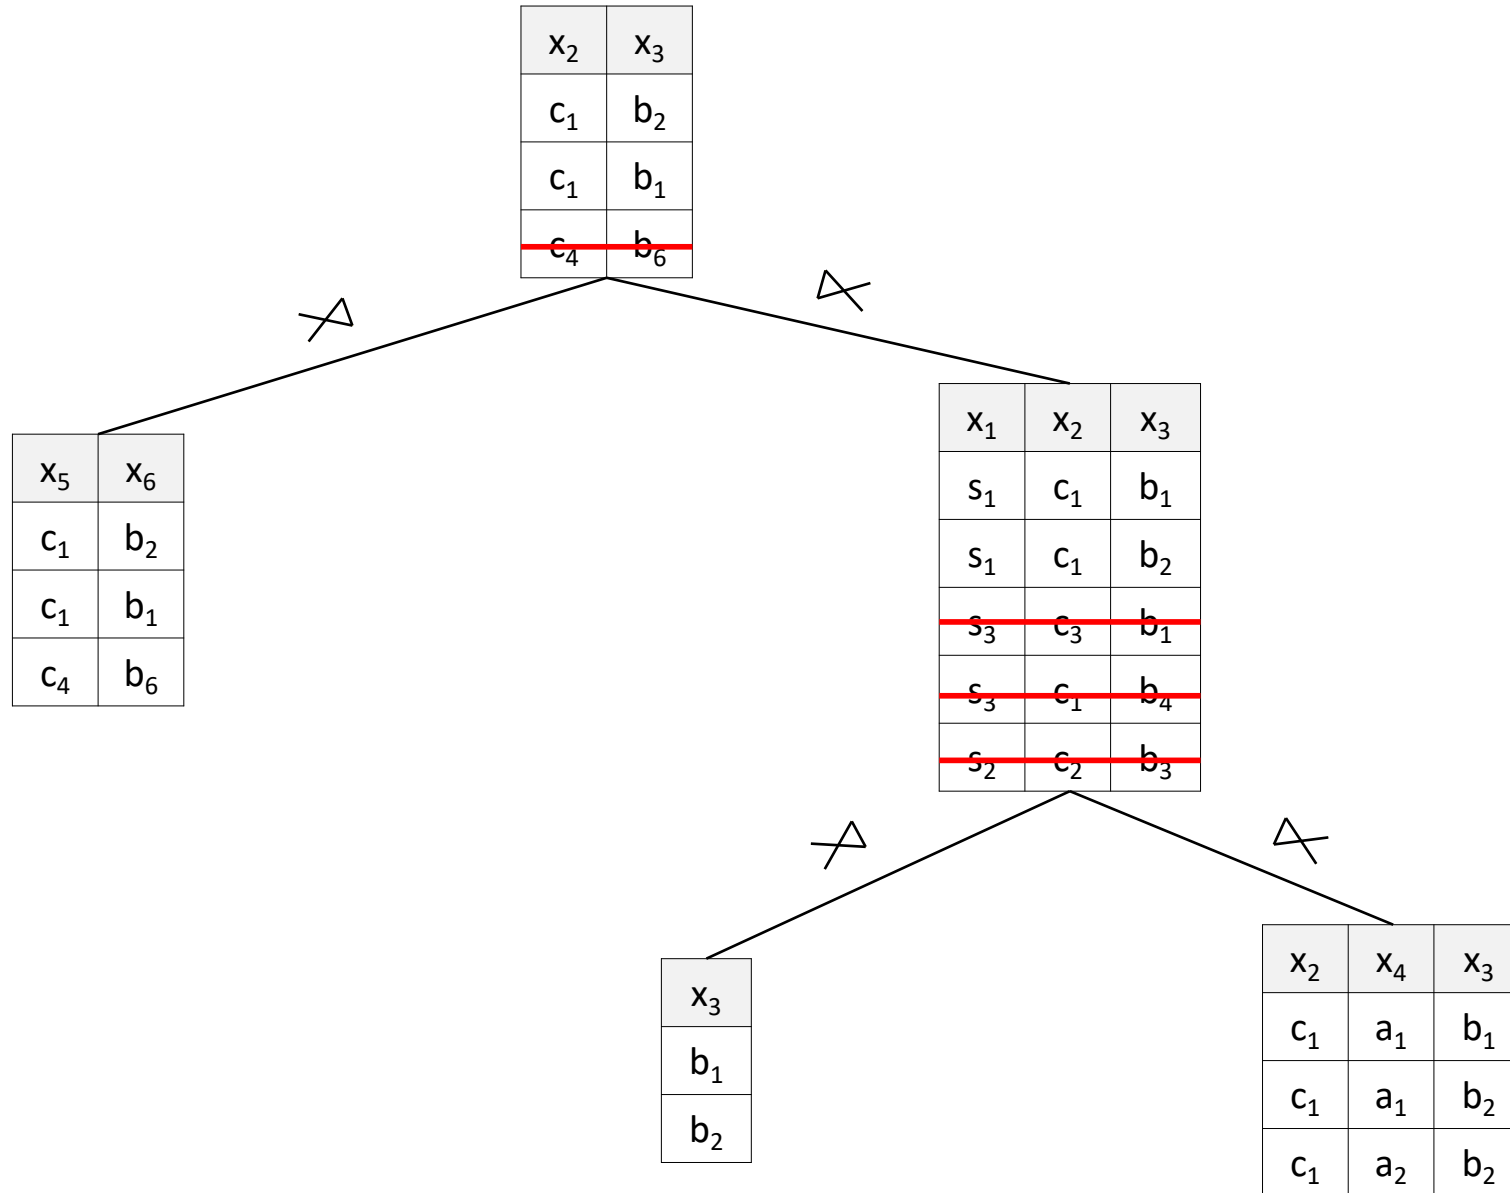 x₂ x₃
c₁ b₂
c₁ b₁
c₄ b₆
x₅ x₆
c₁ b₂
c₁ b₁
c₄ b₆
x₁ x₂ x₃
s₁ c₁ b₁
s₁ c₁ b₂
s₃ c₃ b₁
s₃ c₁ b₄
s₂ c₂ b₃
x₃
b₁
b₂
x₂ x₄ x₃
c₁ a₁ b₁
c₁ a₁ b₂
c₁ a₂ b₂